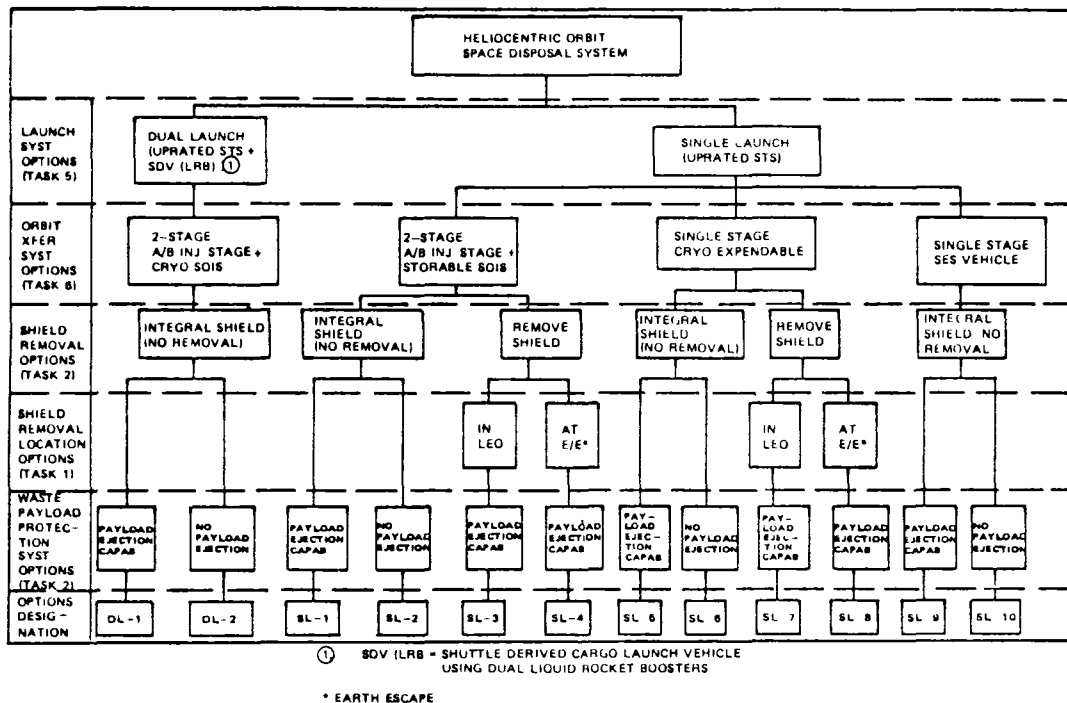 HELIOCENTRIC ORBIT
SPACE DISPOSAL SYSTEM
LAUNCH
SYST
OPTIONS
(TASK 5)
DUAL LAUNCH
(UPRATED STS +
SDV (LRB) ①
SINGLE LAUNCH
(UPRATED STS)
ORBIT
XFER
SYST
OPTIONS
(TASK 6)
2-STAGE
A/B INJ STAGE +
CRYO SOIS
2-STAGE
A/B INJ STAGE +
STORABLE SOIS
SINGLE STAGE
CRYO EXPENDABLE
SINGLE STAGE
SES VEHICLE
SHIELD
REMOVAL
OPTIONS
(TASK 2)
INTEGRAL SHIELD
(NO REMOVAL)
INTEGRAL
SHIELD
(NO REMOVAL)
REMOVE
SHIELD
INTEGRAL SHIELD
(NO REMOVAL)
REMOVE
SHIELD
INTEGRAL
SHIELD NO
REMOVAL
SHIELD
REMOVAL
LOCATION
OPTIONS
(TASK 1)
IN
LEO
AT
E/E*
IN
LEO
AT
E/E*
WASTE
PAYLOAD
PROTEC-
TION
SYST
OPTIONS
(TASK 2)
PAYLOAD
EJECTION
CAPAB
NO
PAYLOAD
EJECTION
PAYLOAD
EJECTION
CAPAB
NO
PAYLOAD
EJECTION
PAYLOAD
EJECTION
CAPAB
PAYLOAD
EJECTION
CAPAB
PAY-
LOAD
EJEC-
TION
CAPAB
NO
PAYLOAD
EJECTION
PAY-
LOAD
EJEC-
TION
CAPAB
PAYLOAD
EJECTION
CAPAB
PAYLOAD
EJECTION
CAPAB
NO
PAYLOAD
EJECTION
OPTIONS
DESIG-
NATION
DL-1
DL-2
SL-1
SL-2
SL-3
SL-4
SL 5
SL 6
SL 7
SL 8
SL 9
SL 10
① SDV (LRB = SHUTTLE DERIVED CARGO LAUNCH VEHICLE
USING DUAL LIQUID ROCKET BOOSTERS
* EARTH ESCAPE